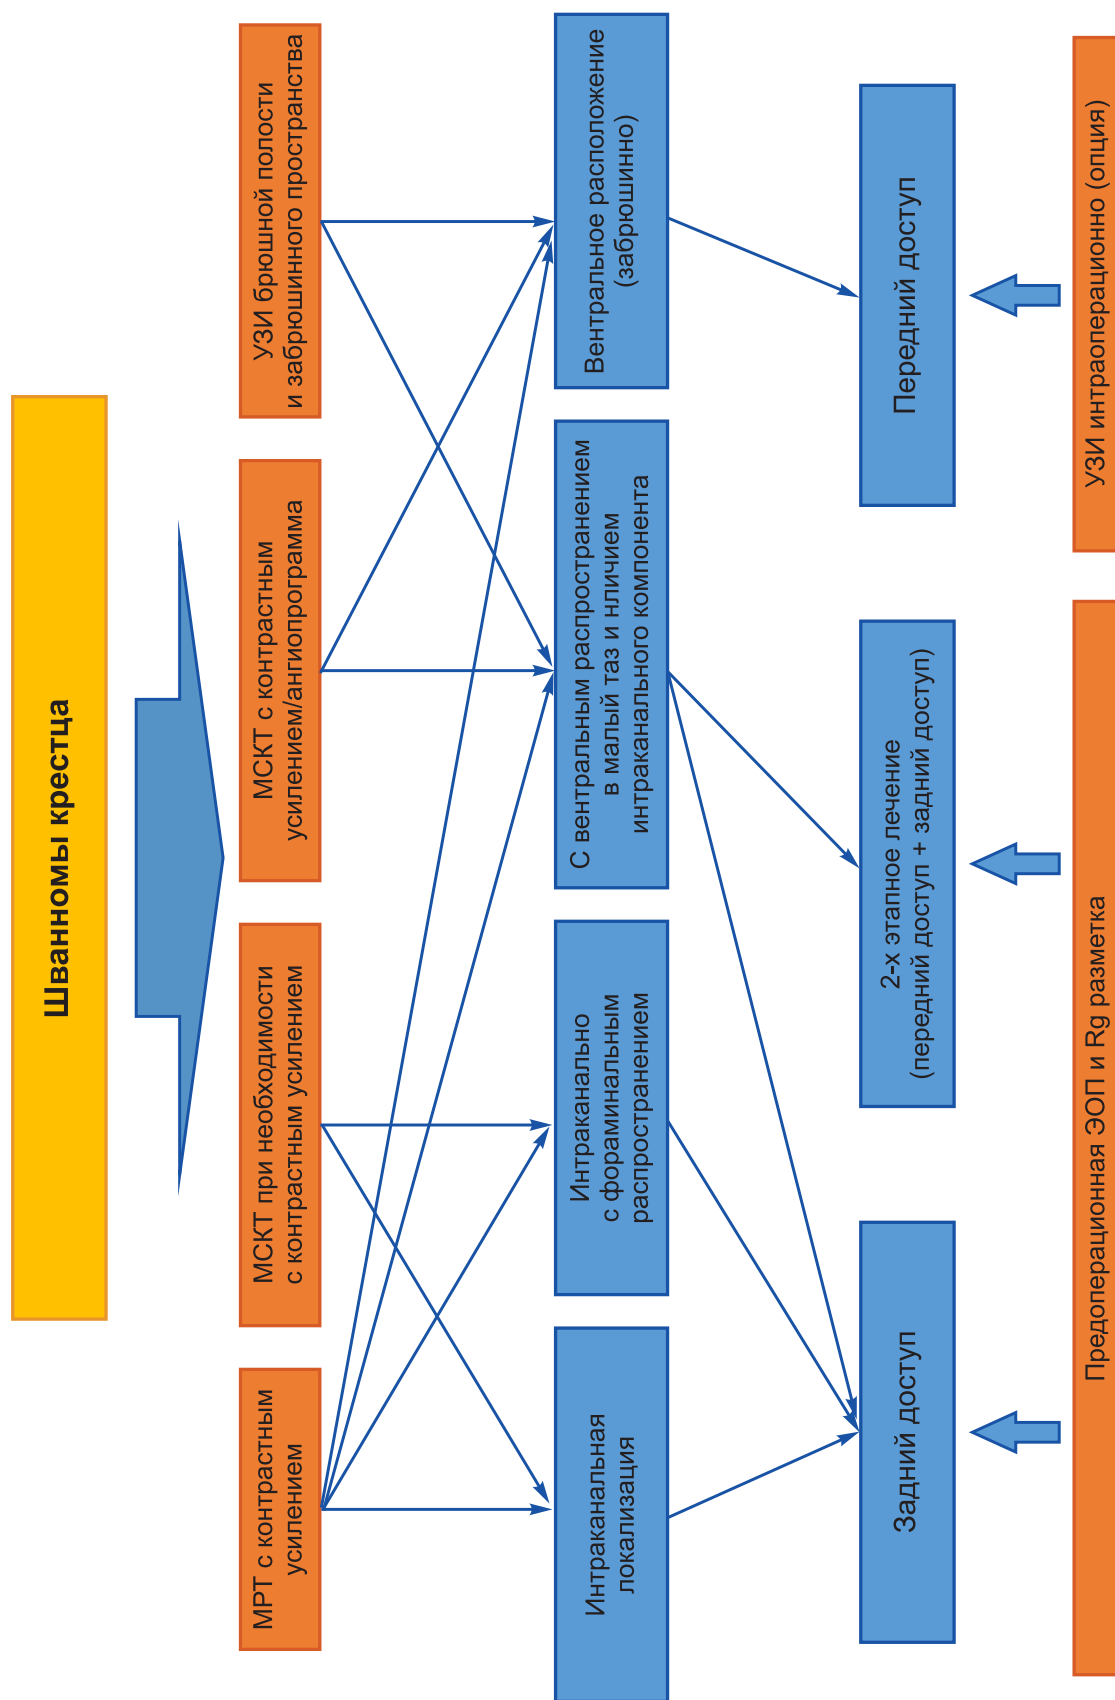 Шванномы крестца
МРТ с контрастным
усилением
МСКТ при необходимости
с контрастным усилением
МСКТ с контрастным
усилением/ангиопрограмма
УЗИ брюшной полости
и забрюшинного пространства
Интраканальная
локализация
Интраканально
с фораминальным
распространением
С вентральным распространением
в малый таз и нличием
интраканального компонента
Вентральное расположение
(забрюшинно)
Задний доступ
2-х этапное лечение
(передний доступ + задний доступ)
Передний доступ
Предоперационная ЭОП и Rg разметка
УЗИ интраоперационно (опция)